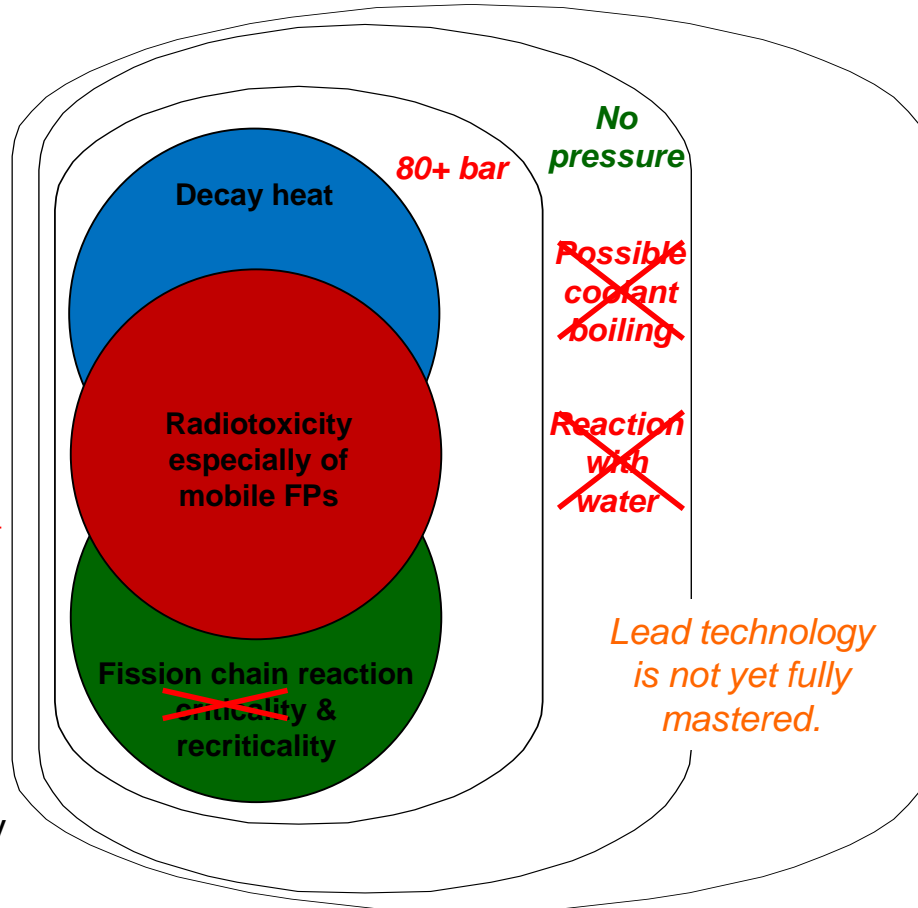 No
pressure
80+ bar
Decay heat
Possible
coolant
boiling
Radiotoxicity
especially of
mobile FPs
Reaction
with
water
Fission chain reaction
criticality &
recriticality
Lead technology
is not yet fully
mastered.